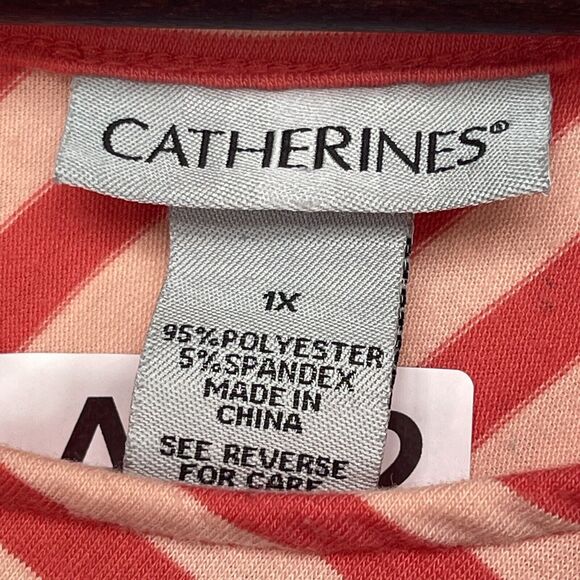 CATHERINES®
1X
95%POLYESTER
5%SPANDEX
MADE IN
CHINA
SEE REVERSE
FOR CARE